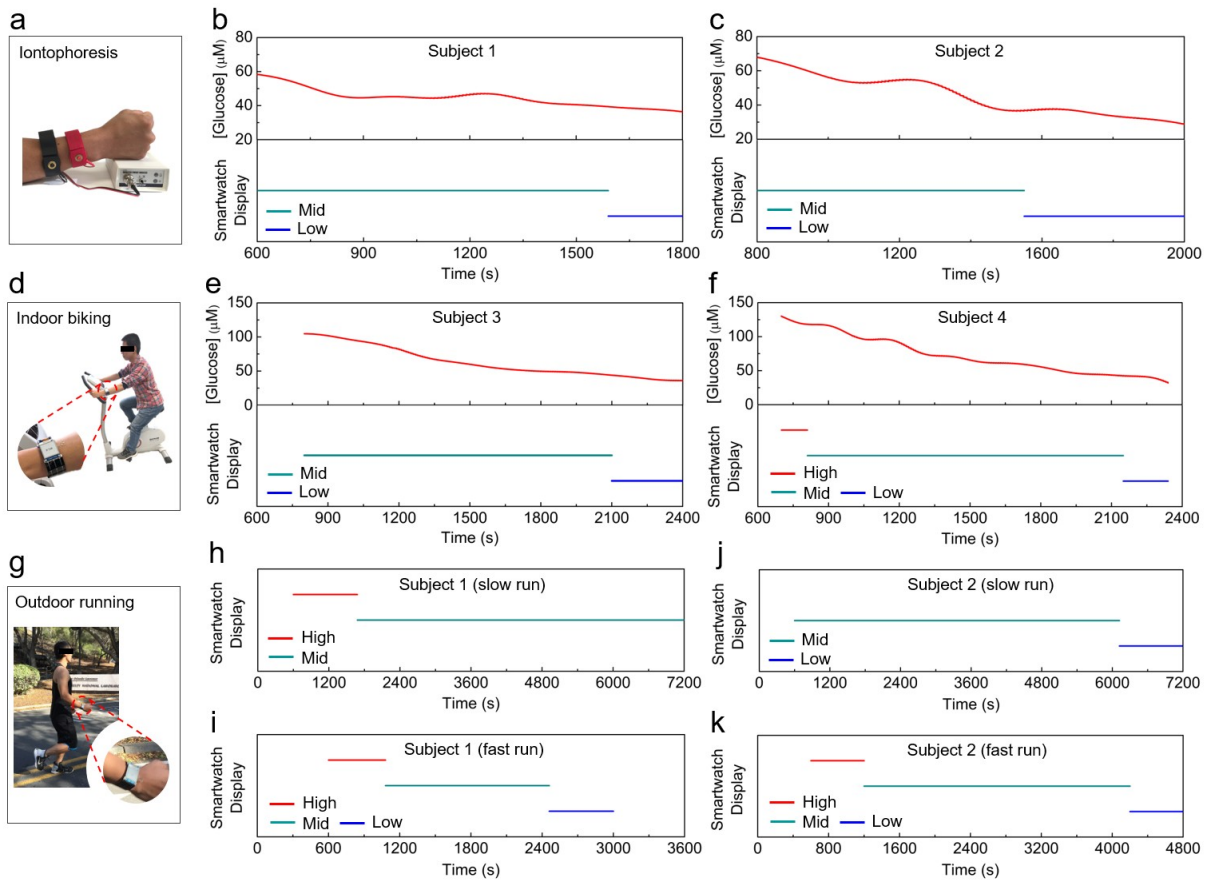 a
Iontophoresis
b
[Glucose] (μM)
80
60
40
20
Subject 1
Smartwatch
Display
Mid
Low
600 900 1200 1500 1800
Time (s)
c
[Glucose] (μM)
80
60
40
20
Subject 2
Smartwatch
Display
Mid
Low
800 1200 1600 2000
Time (s)
d
Indoor biking
e
[Glucose] (μM)
150
100
50
0
Subject 3
Smartwatch
Display
Mid
Low
600 900 1200 1500 1800 2100 2400
Time (s)
f
[Glucose] (μM)
150
100
50
0
Subject 4
Smartwatch
Display
High
Mid Low
600 900 1200 1500 1800 2100 2400
Time (s)
g
Outdoor running
h
Subject 1 (slow run)
Smartwatch
Display
High
Mid
0 1200 2400 3600 4800 6000 7200
Time (s)
j
Subject 2 (slow run)
Smartwatch
Display
Mid
Low
0 1200 2400 3600 4800 6000 7200
Time (s)
i
Subject 1 (fast run)
Smartwatch
Display
High
Mid Low
0 600 1200 1800 2400 3000 3600
Time (s)
k
Subject 2 (fast run)
Smartwatch
Display
High
Mid Low
0 800 1600 2400 3200 4000 4800
Time (s)